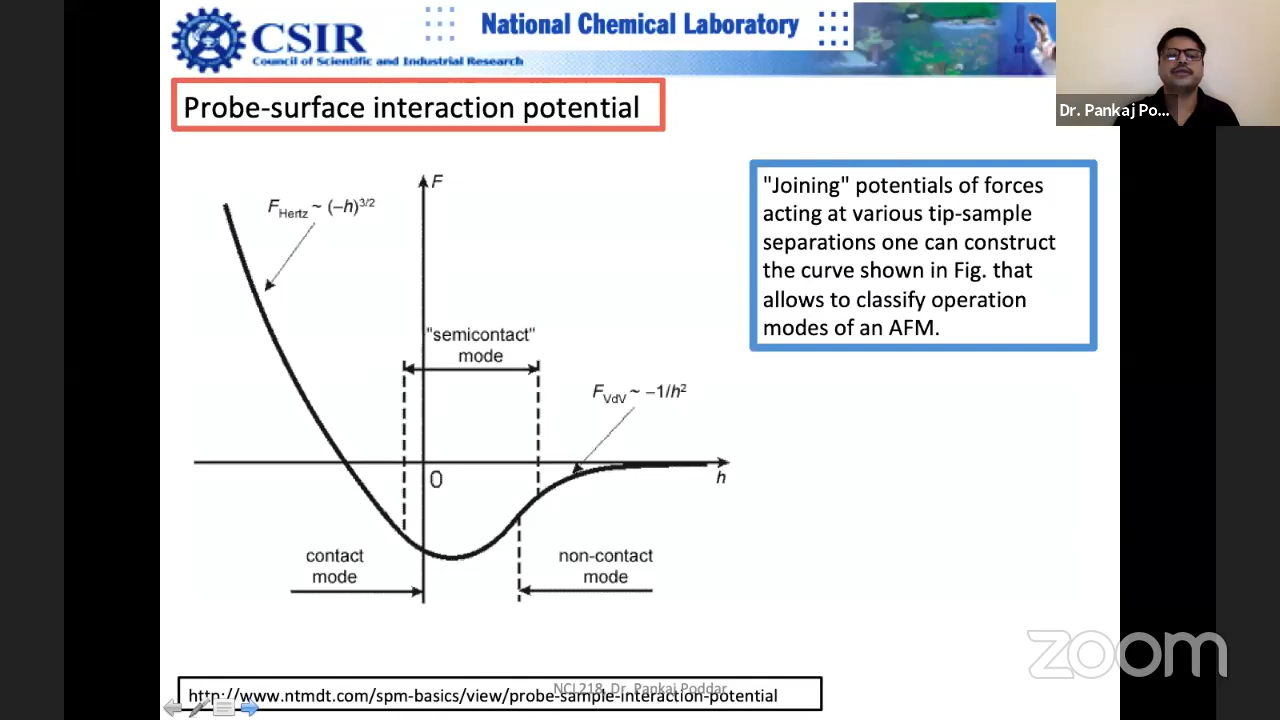 CSIR
Council of Scientific and Industrial Research
National Chemical Laboratory
Dr. Pankaj Po...
Probe-surface interaction potential
F
F_Hertz ~ (–h)^3/2
"semicontact"
mode
F_VdV ~ –1/h²
0
h
contact
mode
non-contact
mode
"Joining" potentials of forces
acting at various tip-sample
separations one can construct
the curve shown in Fig. that
allows to classify operation
modes of an AFM.
zoom
NCL218, Dr. Pankaj Poddar
http://www.ntmdt.com/spm-basics/view/probe-sample-interaction-potential